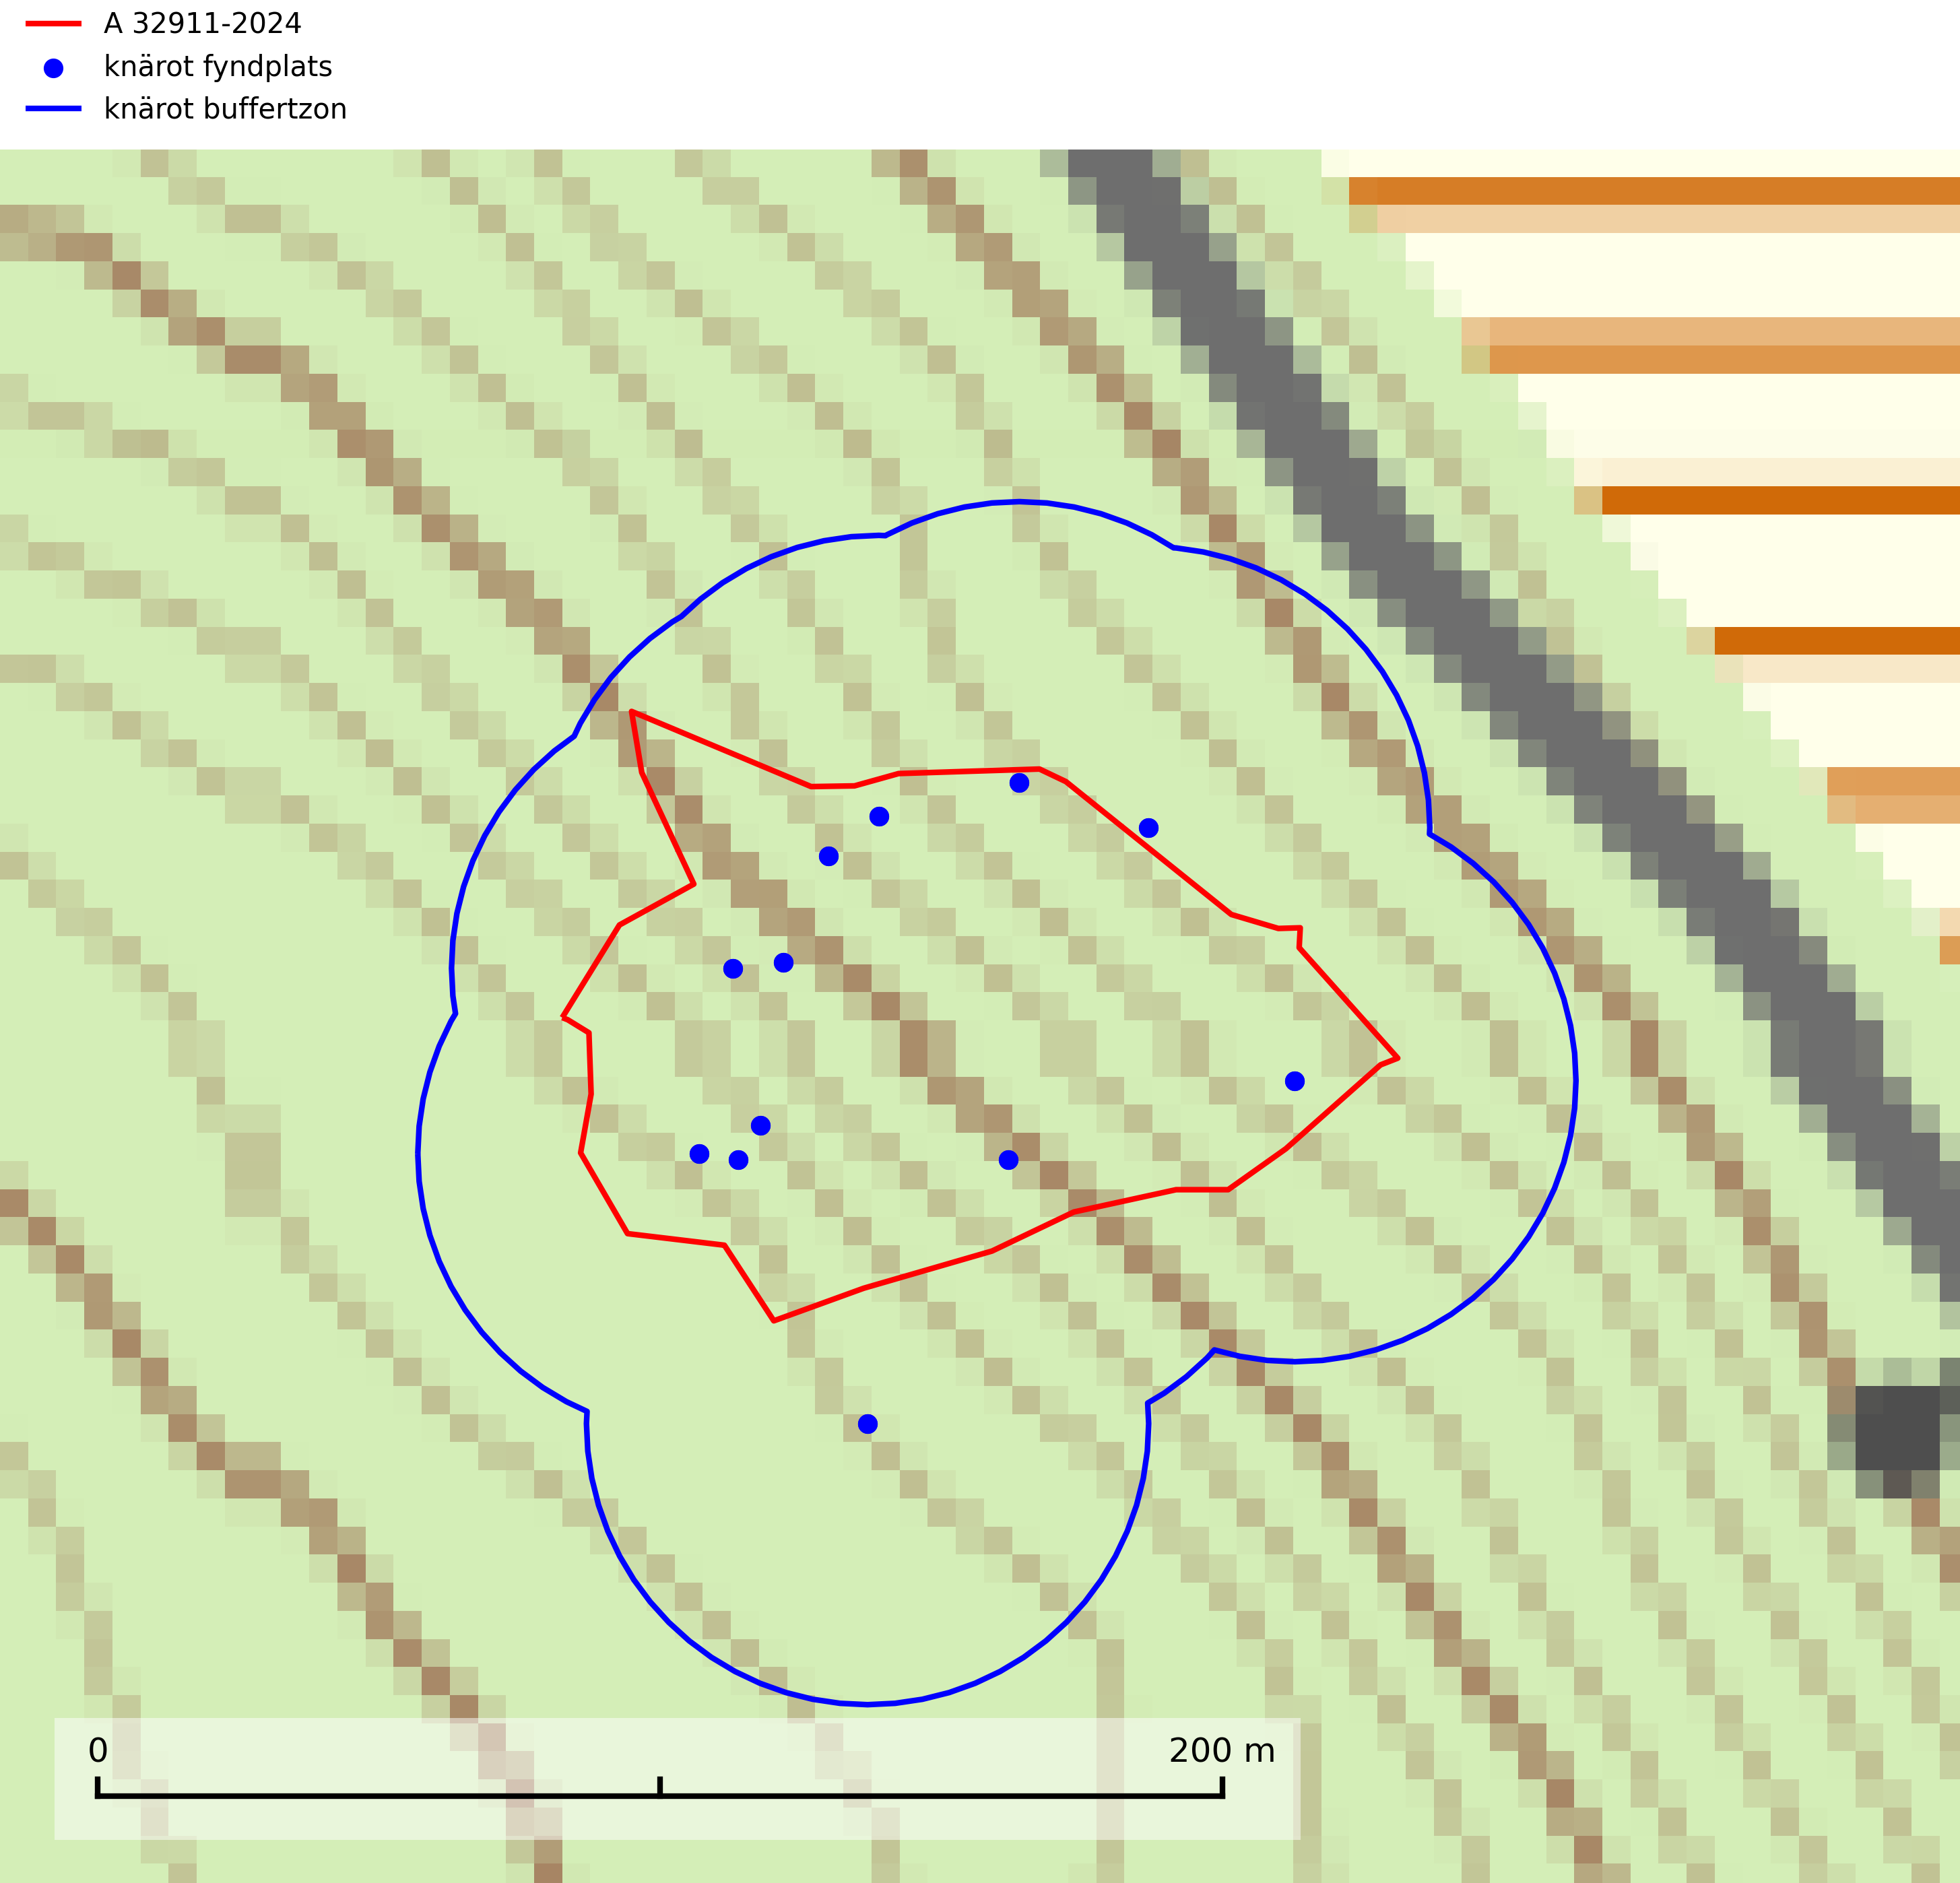 A 32911-2024
knärot fyndplats
knärot buffertzon
0 200 m